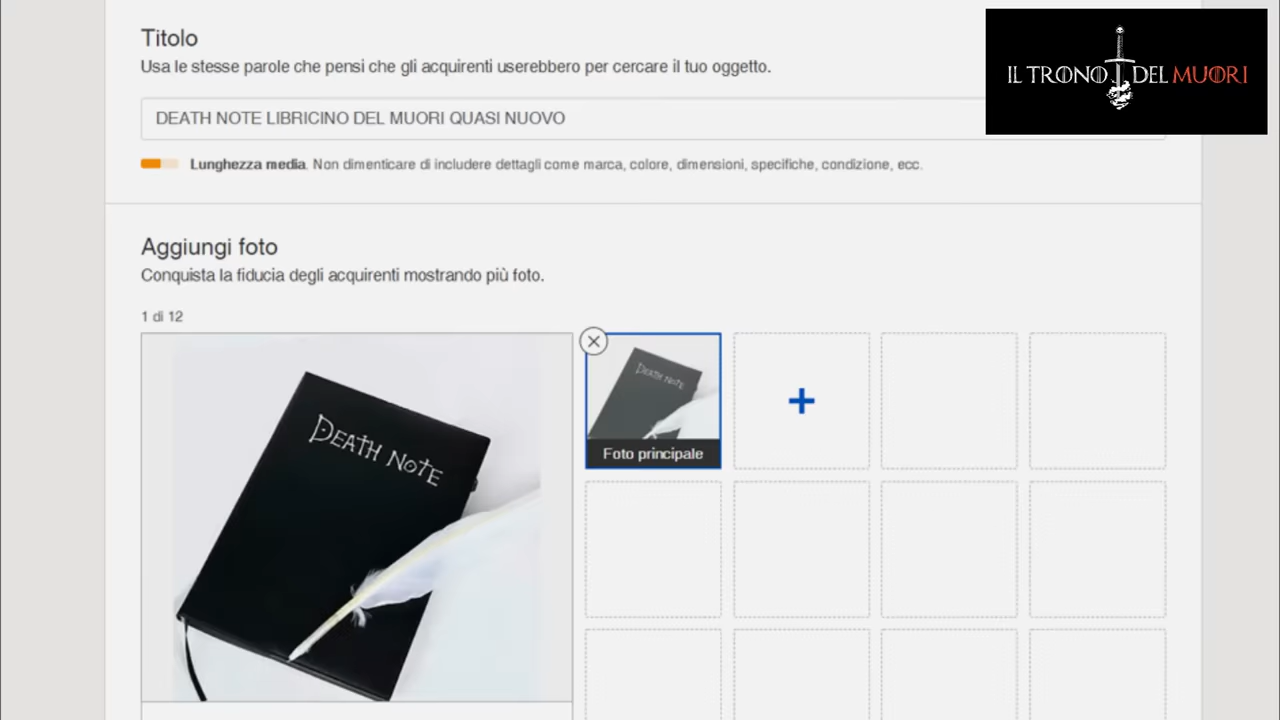 Titolo
Usa le stesse parole che pensi che gli acquirenti userebbero per cercare il tuo oggetto.
IL TRONO DEL MUORI
DEATH NOTE LIBRICINO DEL MUORI QUASI NUOVO
Lunghezza media. Non dimenticare di includere dettagli come marca, colore, dimensioni, specifiche, condizione, ecc.
Aggiungi foto
Conquista la fiducia degli acquirenti mostrando più foto.
1 di 12
DEATH NOTE
DEATH NOTE
Foto principale